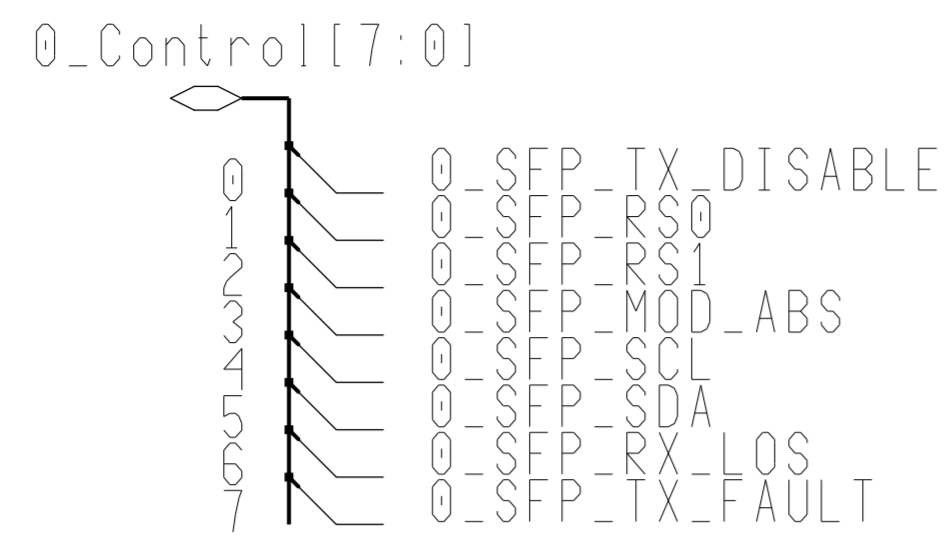 0_Control[7:0]
0 0_SFP_TX_DISABLE
1 0_SFP_RS0
2 0_SFP_RS1
3 0_SFP_MOD_ABS
4 0_SFP_SCL
5 0_SFP_SDA
6 0_SFP_RX_LOS
7 0_SFP_TX_FAULT